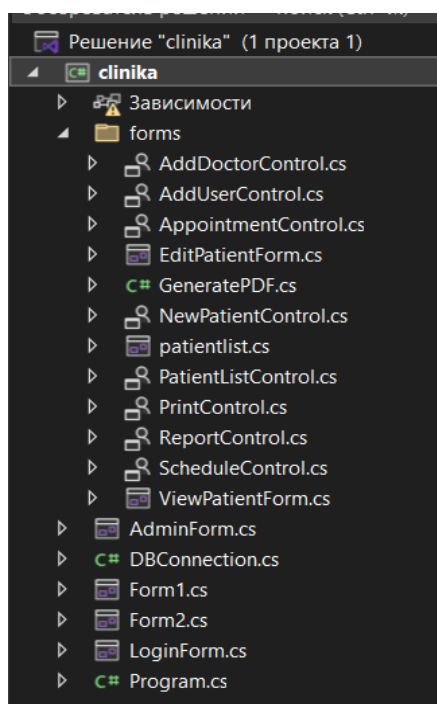 Решение "clinika" (1 проекта 1)
C# clinika
Зависимости
forms
AddDoctorControl.cs
AddUserControl.cs
AppointmentControl.cs
EditPatientForm.cs
C# GeneratePDF.cs
NewPatientControl.cs
patientlist.cs
PatientListControl.cs
PrintControl.cs
ReportControl.cs
ScheduleControl.cs
ViewPatientForm.cs
AdminForm.cs
C# DBConnection.cs
Form1.cs
Form2.cs
LoginForm.cs
C# Program.cs